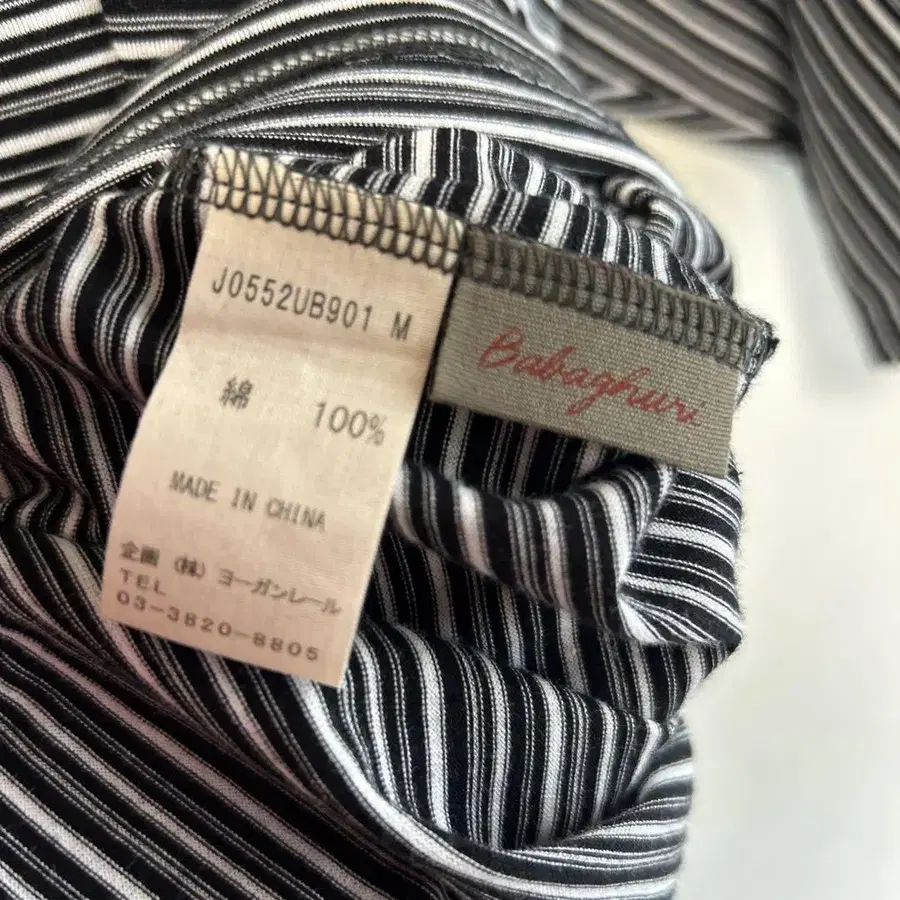 J0552UB901 M
綿 100%
MADE IN CHINA
企画 (株) ヨーガンレール
TEL
03-3820-8805
Babaghuri